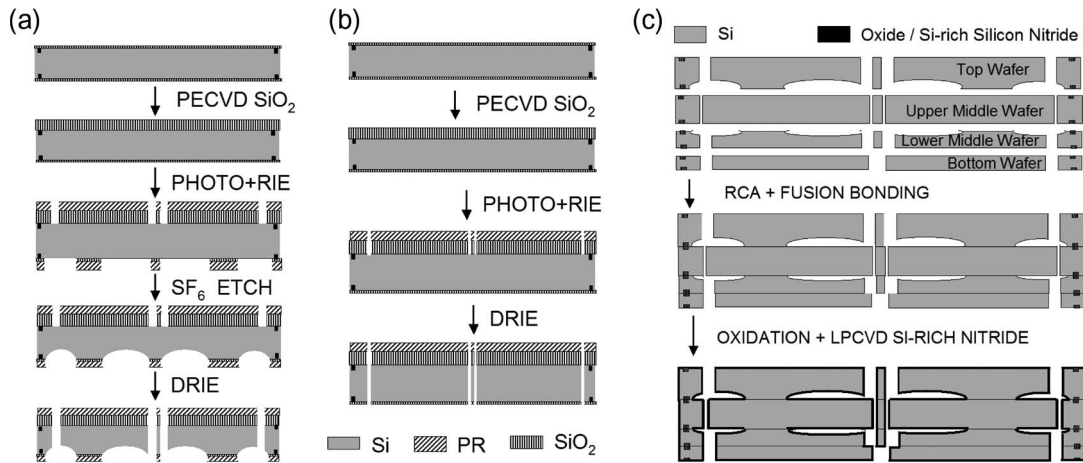 (a)
PECVD SiO2
PHOTO+RIE
SF6 ETCH
DRIE
(b)
PECVD SiO2
PHOTO+RIE
DRIE
Si PR SiO2
(c)
Si Oxide / Si-rich Silicon Nitride
Top Wafer
Upper Middle Wafer
Lower Middle Wafer
Bottom Wafer
RCA + FUSION BONDING
OXIDATION + LPCVD SI-RICH NITRIDE